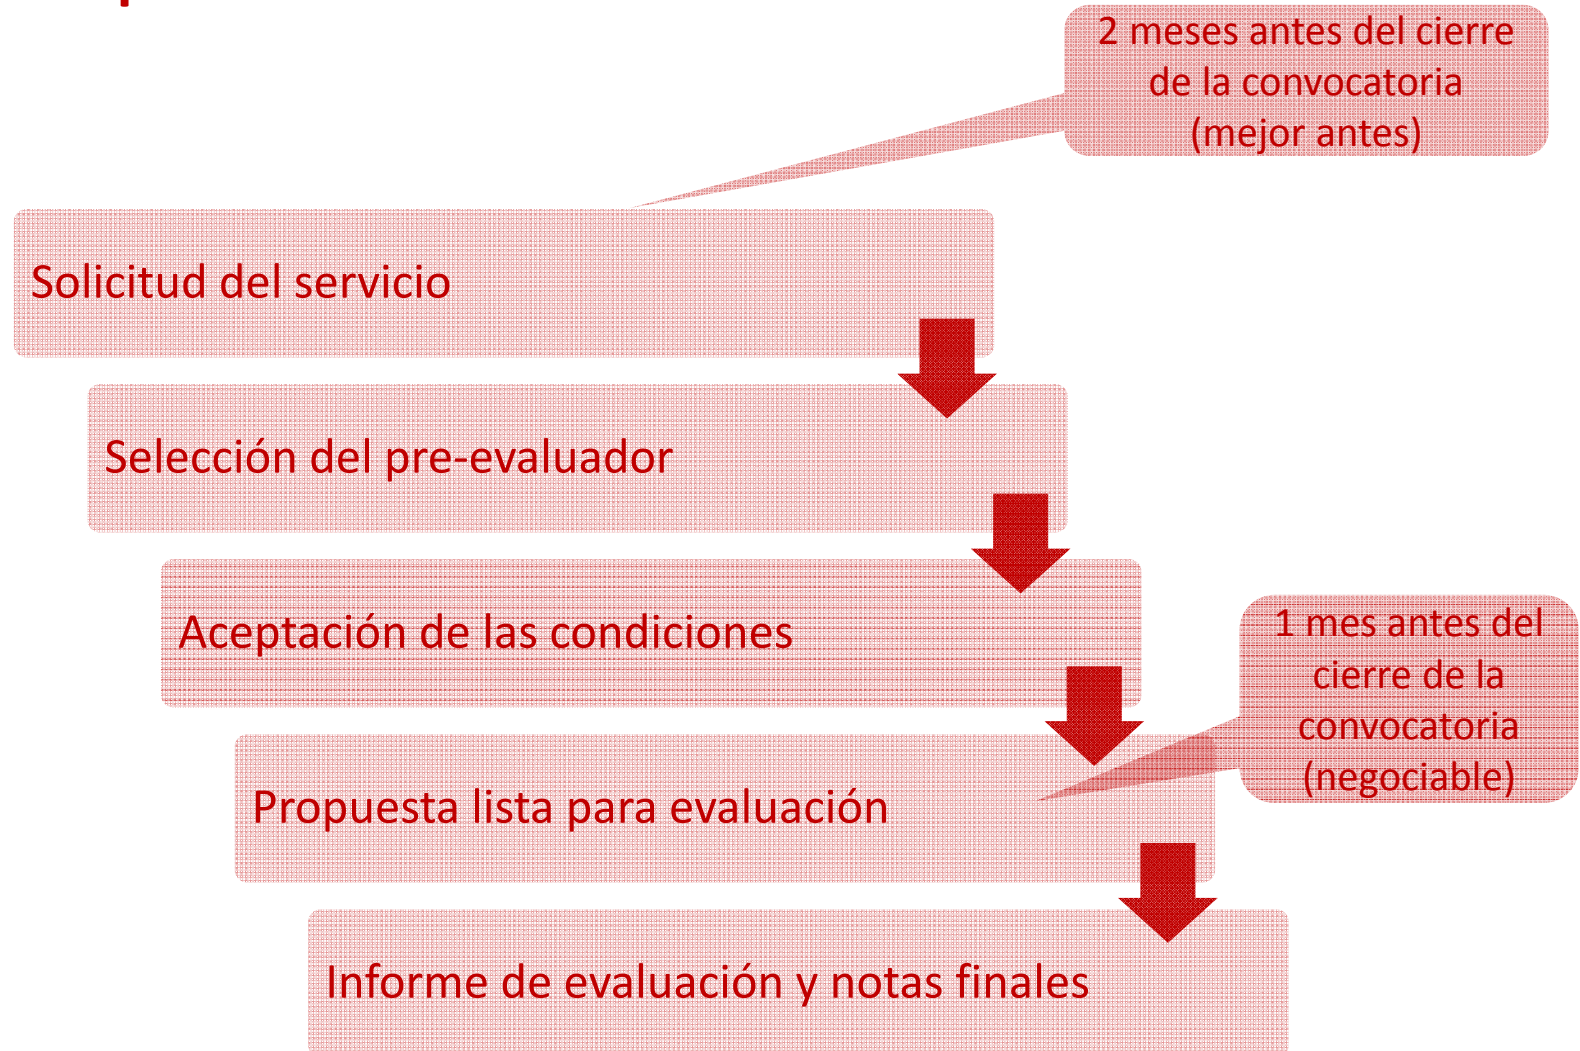 2 meses antes del cierre
de la convocatoria
(mejor antes)
Solicitud del servicio
Selección del pre-evaluador
Aceptación de las condiciones
1 mes antes del
cierre de la
convocatoria
(negociable)
Propuesta lista para evaluación
Informe de evaluación y notas finales